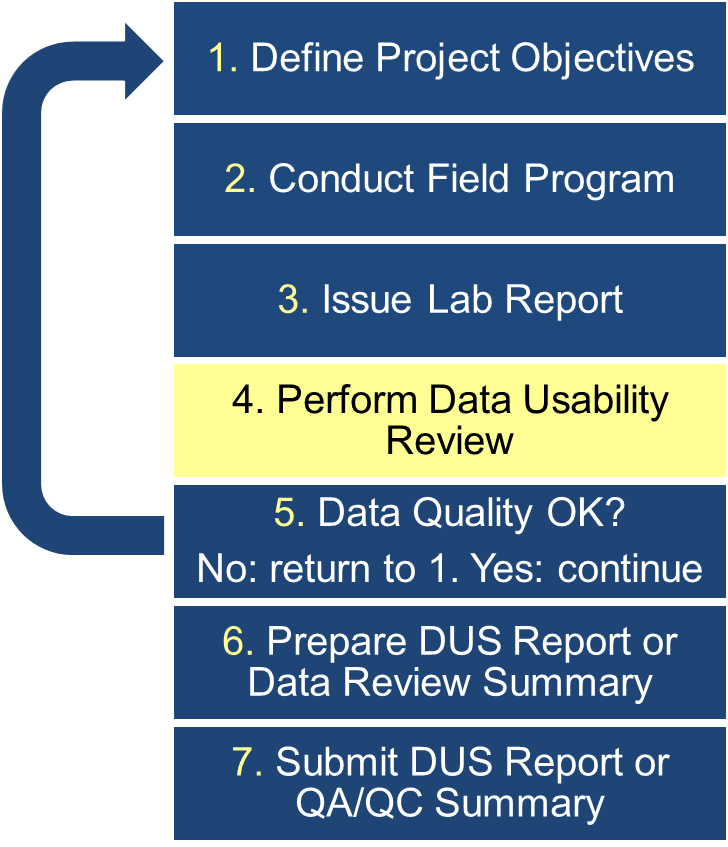 1. Define Project Objectives
2. Conduct Field Program
3. Issue Lab Report
4. Perform Data Usability
Review
5. Data Quality OK?
No: return to 1. Yes: continue
6. Prepare DUS Report or
Data Review Summary
7. Submit DUS Report or
QA/QC Summary